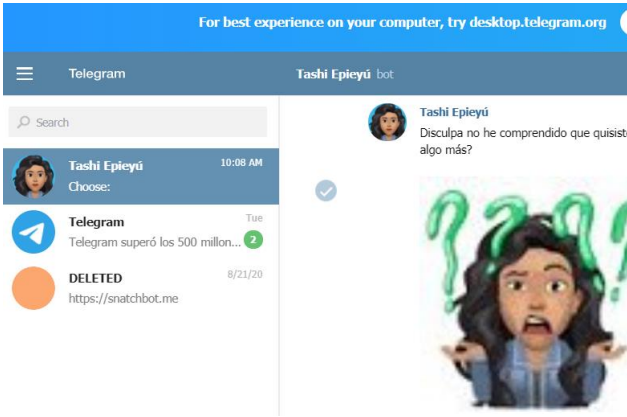 For best experience on your computer, try desktop.telegram.org
Telegram
Tashi Epieyú bot
Search
Tashi Epieyú 10:08 AM
Choose:
Telegram Tue
Telegram superó los 500 millon... 2
DELETED 8/21/20
https://snatchbot.me
Tashi Epieyú
Disculpa no he comprendido que
algo más?